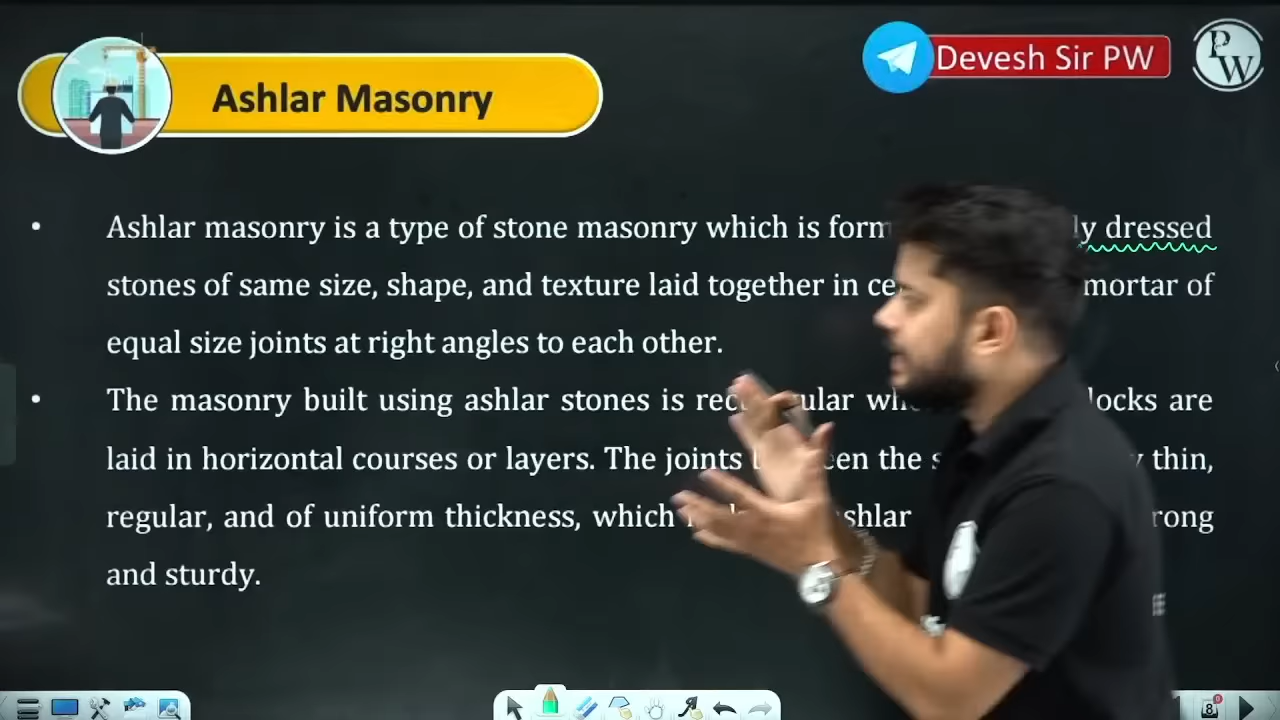 Devesh Sir PW
PW
Ashlar Masonry
• Ashlar masonry is a type of stone masonry which is form ly dressed
stones of same size, shape, and texture laid together in ce mortar of
equal size joints at right angles to each other.
• The masonry built using ashlar stones is rec ular wh locks are
laid in horizontal courses or layers. The joints een the s thin,
regular, and of uniform thickness, which shlar rong
and sturdy.
8